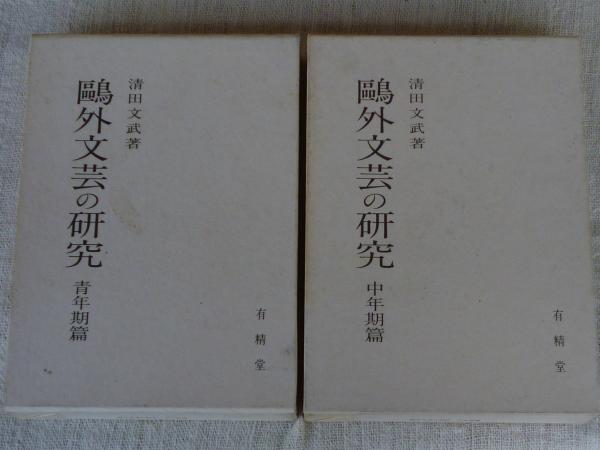 清田文武著
鷗外文芸の研究 青年期篇
有精堂
清田文武著
鷗外文芸の研究 中年期篇
有精堂